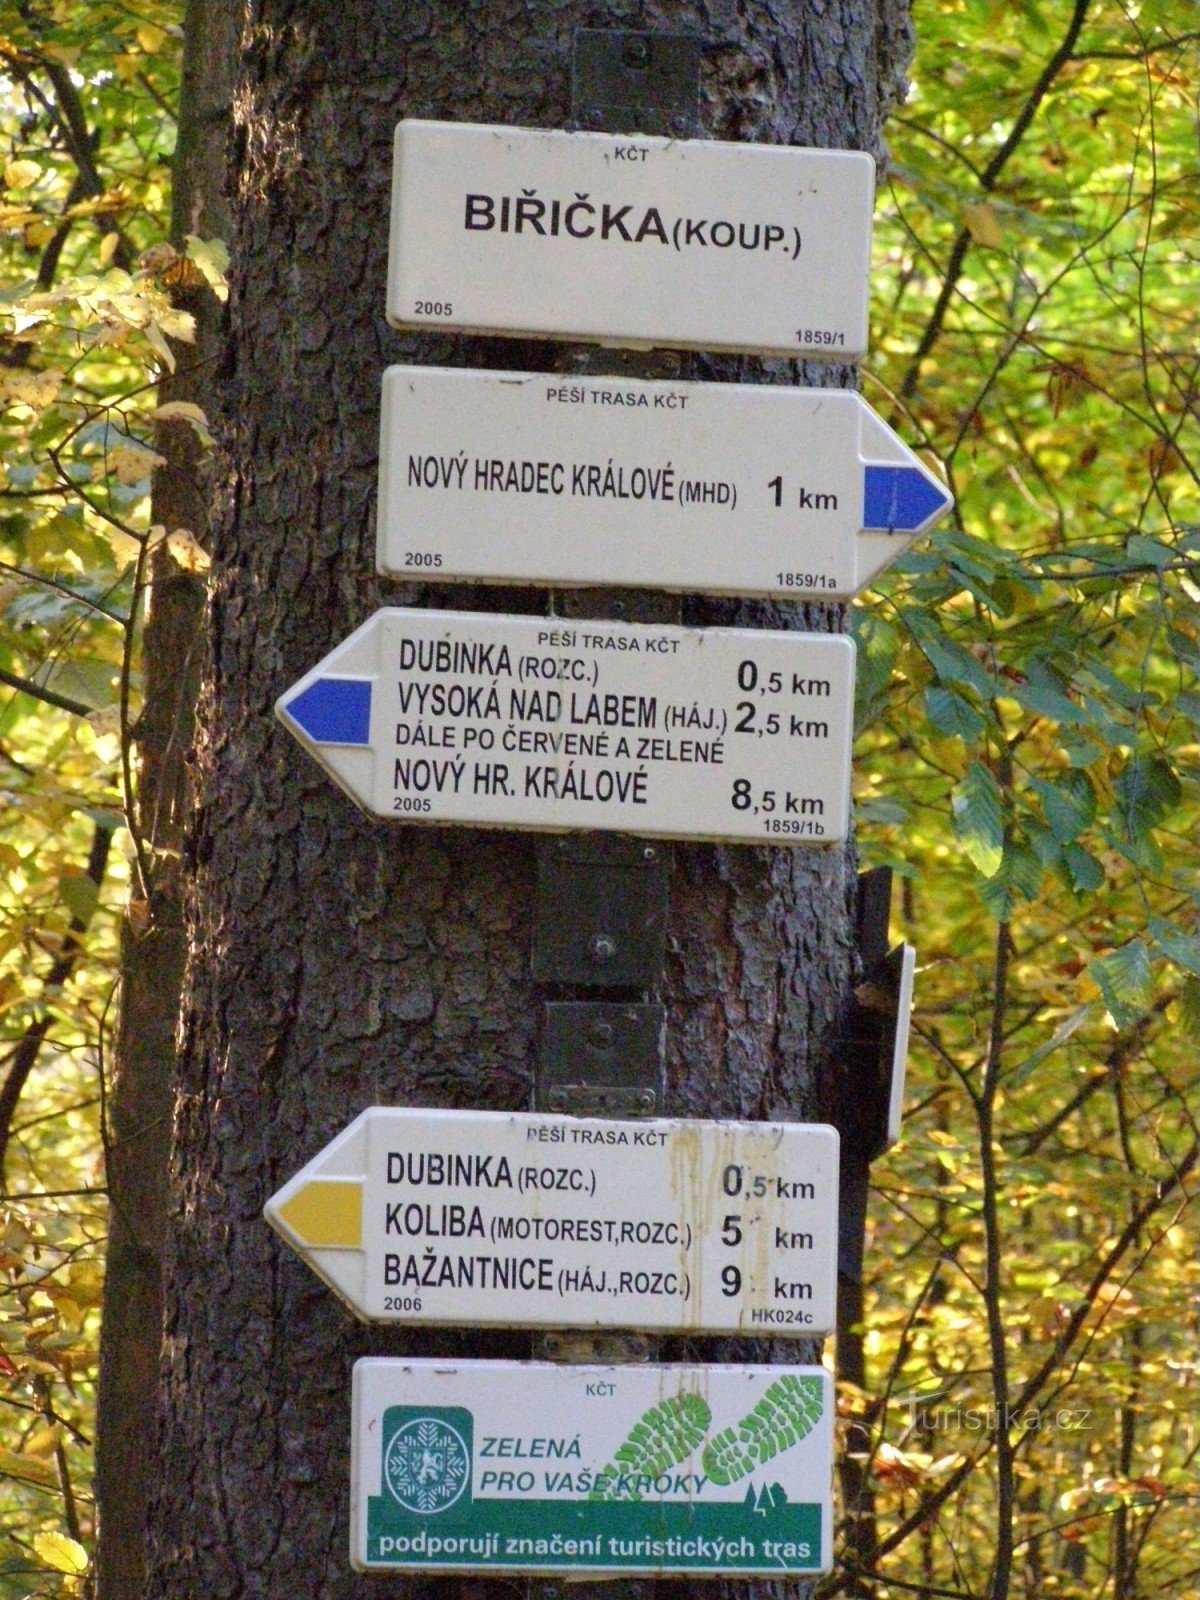 KČT
BIŘIČKA (KOUP.)
2005 1859/1
PĚŠÍ TRASA KČT
NOVÝ HRADEC KRÁLOVÉ (MHD) 1 km
2005 1859/1a
PĚŠÍ TRASA KČT
DUBINKA (ROZC.) 0,5 km
VYSOKÁ NAD LABEM (HÁJ.) 2,5 km
DÁLE PO ČERVENÉ A ZELENÉ
NOVÝ HR. KRÁLOVÉ 8,5 km
2005 1859/1b
PĚŠÍ TRASA KČT
DUBINKA (ROZC.) 0,5 km
KOLIBA (MOTOREST,ROZC.) 5 km
BAŽANTNICE (HÁJ.,ROZC.) 9 km
2006 HK024c
KČT
ZELENÁ
PRO VAŠE KROKY
podporují značení turistických tras
Turistika.cz